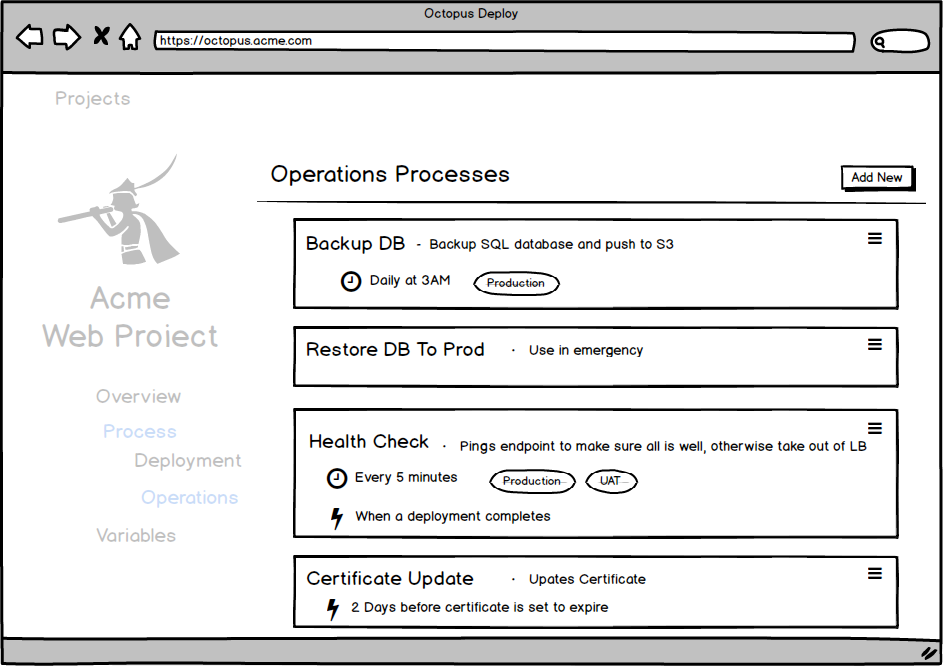 Octopus Deploy
https://octopus.acme.com
Projects
Acme
Web Project
Overview
Process
Deployment
Operations
Variables
Operations Processes
Add New
Backup DB - Backup SQL database and push to S3
Daily at 3AM Production
Restore DB To Prod - Use in emergency
Health Check - Pings endpoint to make sure all is well, otherwise take out of LB
Every 5 minutes Production UAT
When a deployment completes
Certificate Update - Upates Certificate
2 Days before certificate is set to expire